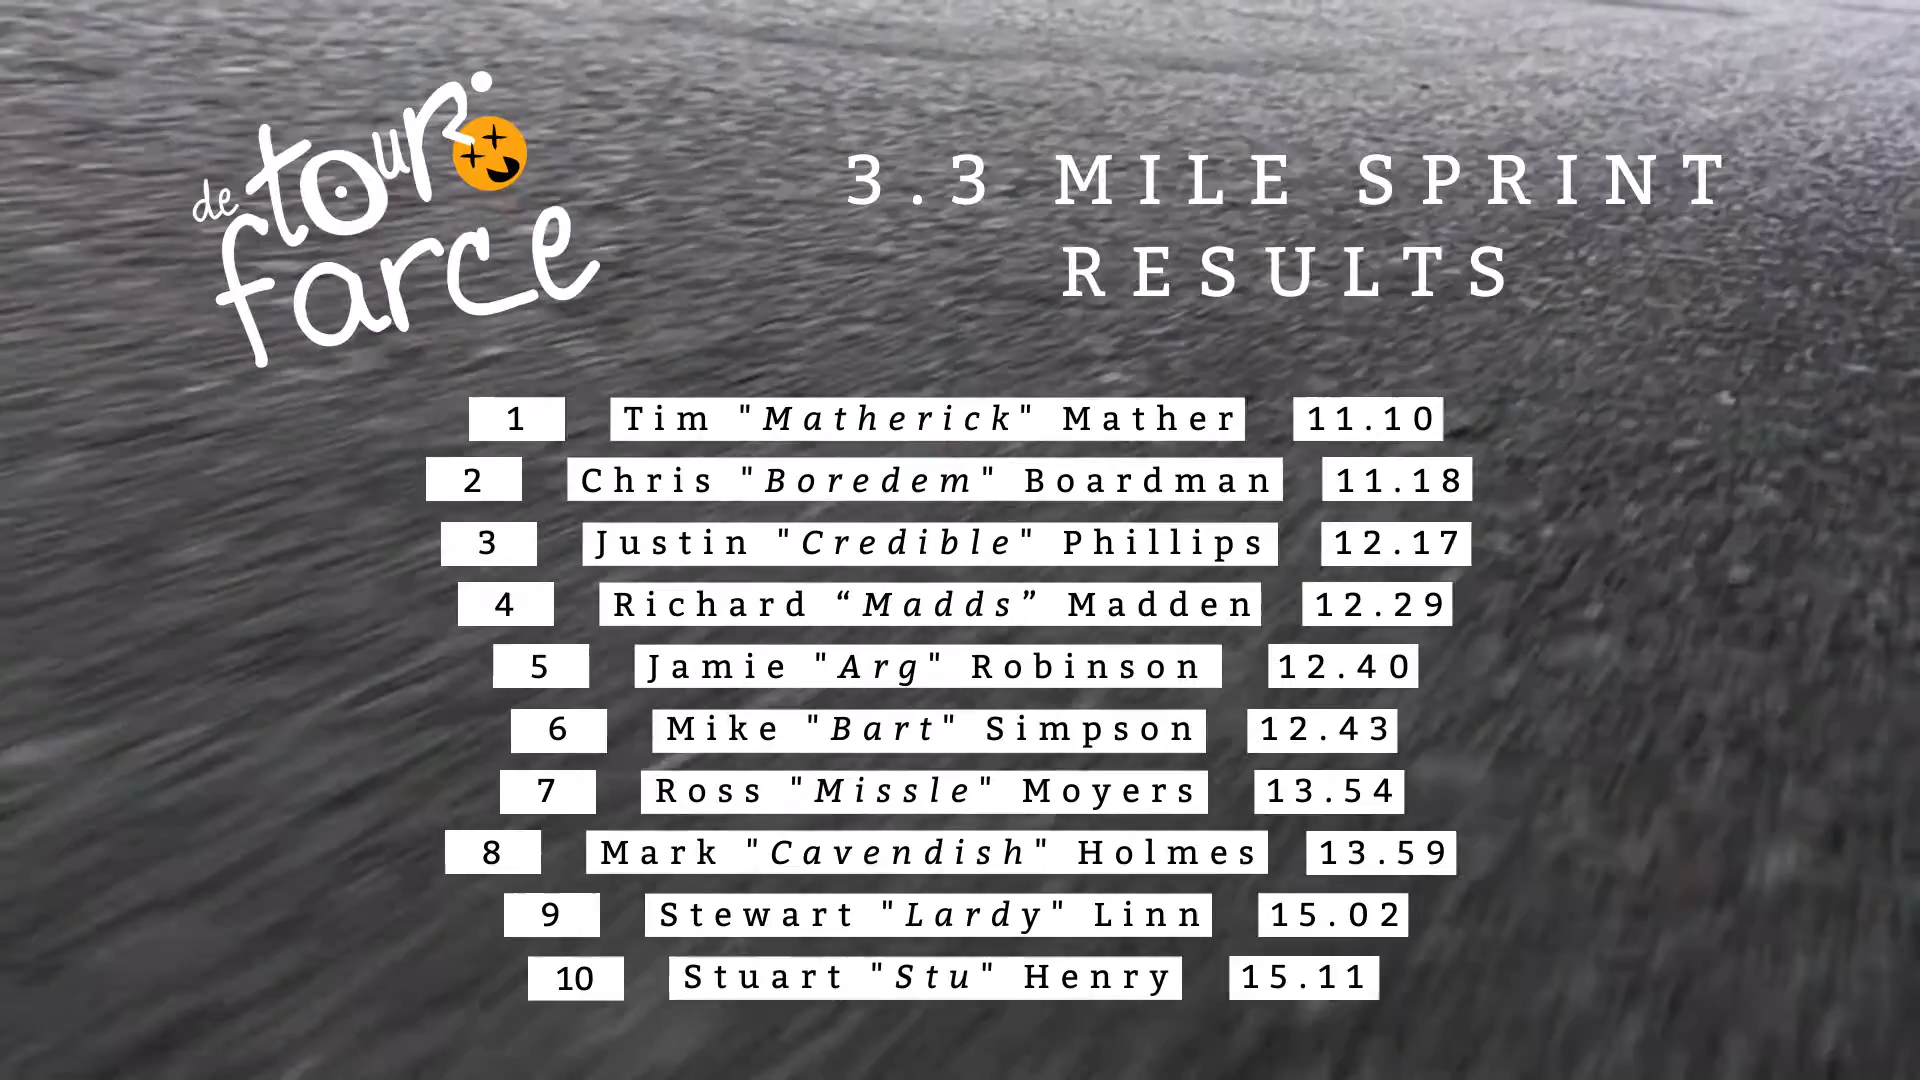 de tour
farce
3.3 MILE SPRINT
RESULTS
1 Tim "Matherick" Mather 11.10
2 Chris "Boredem" Boardman 11.18
3 Justin "Credible" Phillips 12.17
4 Richard “Madds” Madden 12.29
5 Jamie "Arg" Robinson 12.40
6 Mike "Bart" Simpson 12.43
7 Ross "Missle" Moyers 13.54
8 Mark "Cavendish" Holmes 13.59
9 Stewart "Lardy" Linn 15.02
10 Stuart "Stu" Henry 15.11